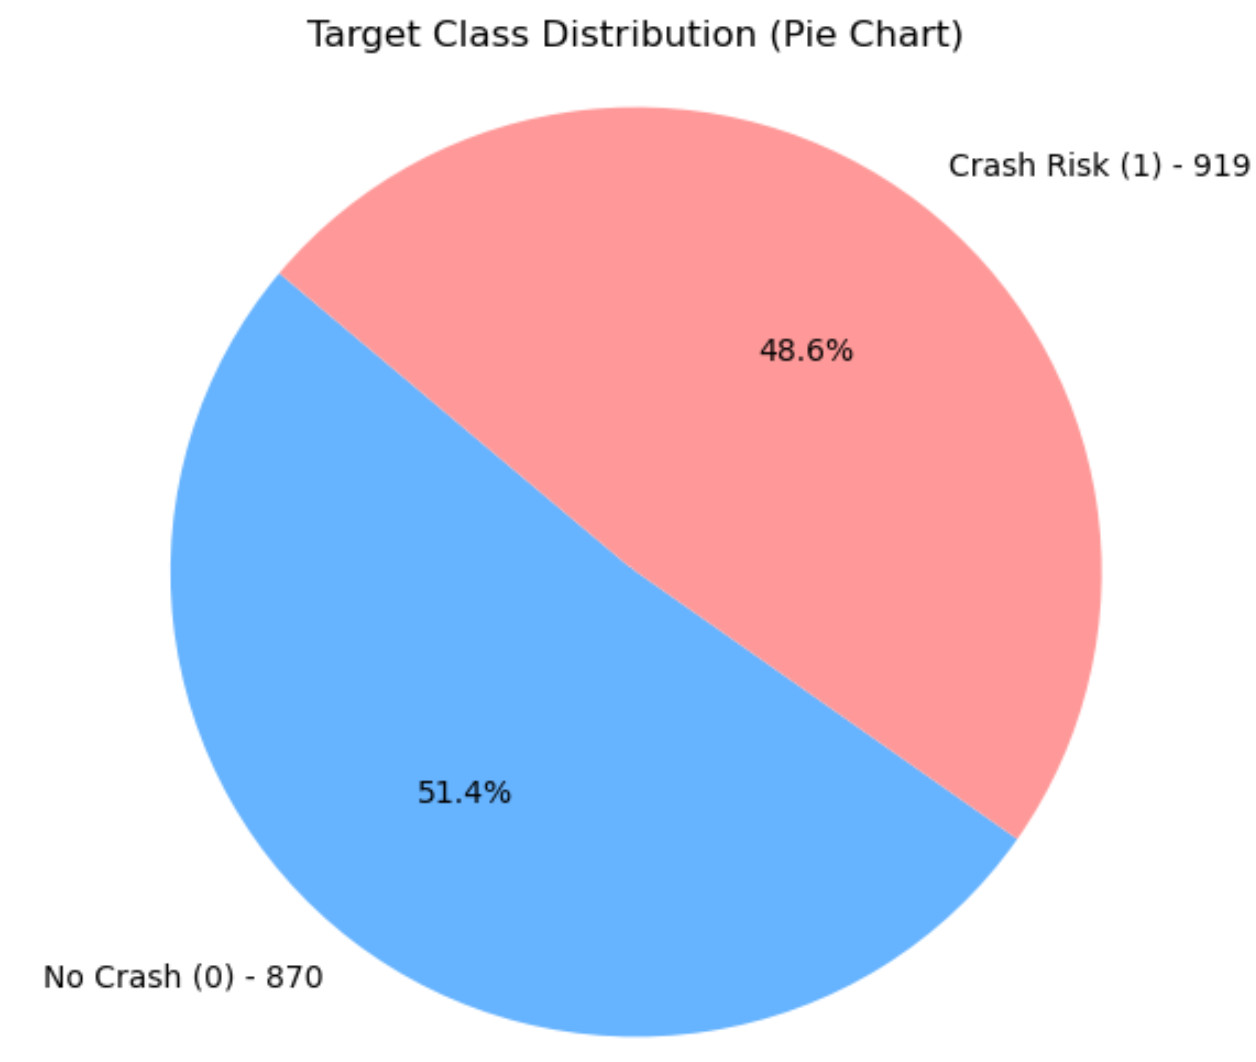 Target Class Distribution (Pie Chart)
Crash Risk (1) - 919
48.6%
51.4%
No Crash (0) - 870